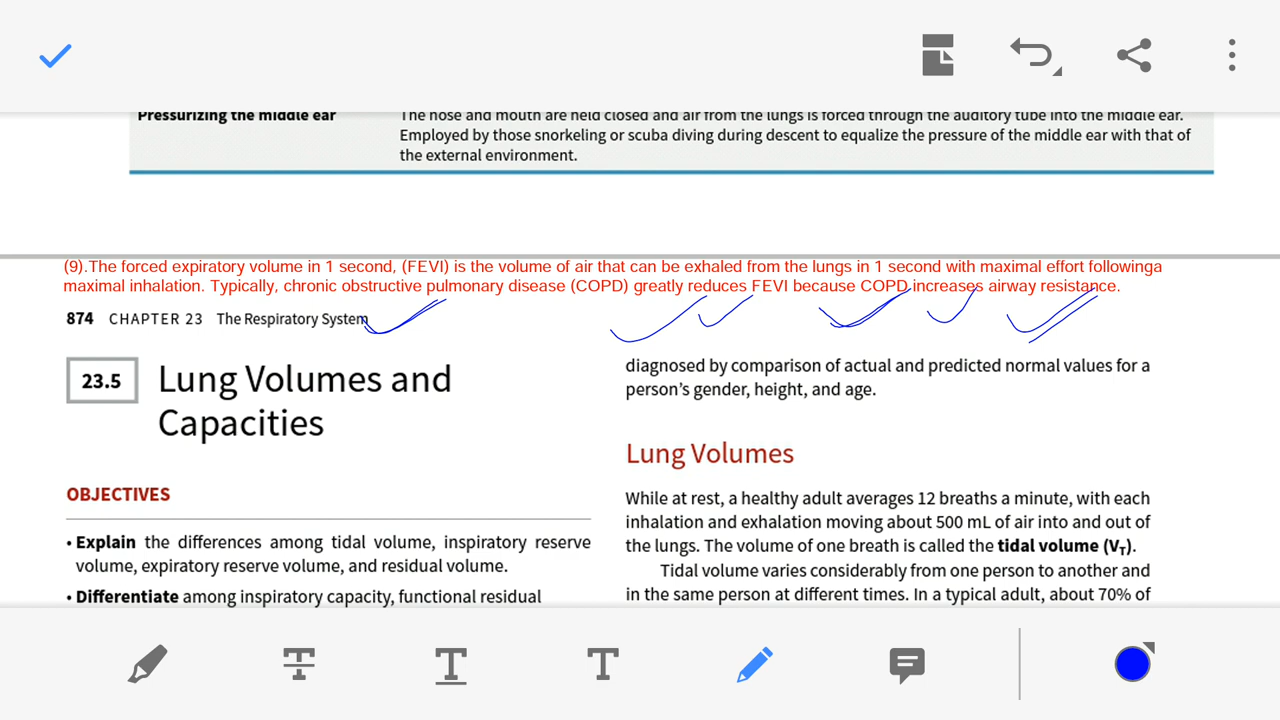 Pressurizing the middle ear
The nose and mouth are held closed and air from the lungs is forced through the auditory tube into the middle ear.
Employed by those snorkeling or scuba diving during descent to equalize the pressure of the middle ear with that of
the external environment.
(9).The forced expiratory volume in 1 second, (FEVI) is the volume of air that can be exhaled from the lungs in 1 second with maximal effort followinga
maximal inhalation. Typically, chronic obstructive pulmonary disease (COPD) greatly reduces FEVI because COPD increases airway resistance.
874 CHAPTER 23 The Respiratory System
23.5 Lung Volumes and
Capacities
OBJECTIVES
• Explain the differences among tidal volume, inspiratory reserve
volume, expiratory reserve volume, and residual volume.
• Differentiate among inspiratory capacity, functional residual
diagnosed by comparison of actual and predicted normal values for a
person's gender, height, and age.
Lung Volumes
While at rest, a healthy adult averages 12 breaths a minute, with each
inhalation and exhalation moving about 500 mL of air into and out of
the lungs. The volume of one breath is called the tidal volume (VT).
Tidal volume varies considerably from one person to another and
in the same person at different times. In a typical adult, about 70% of